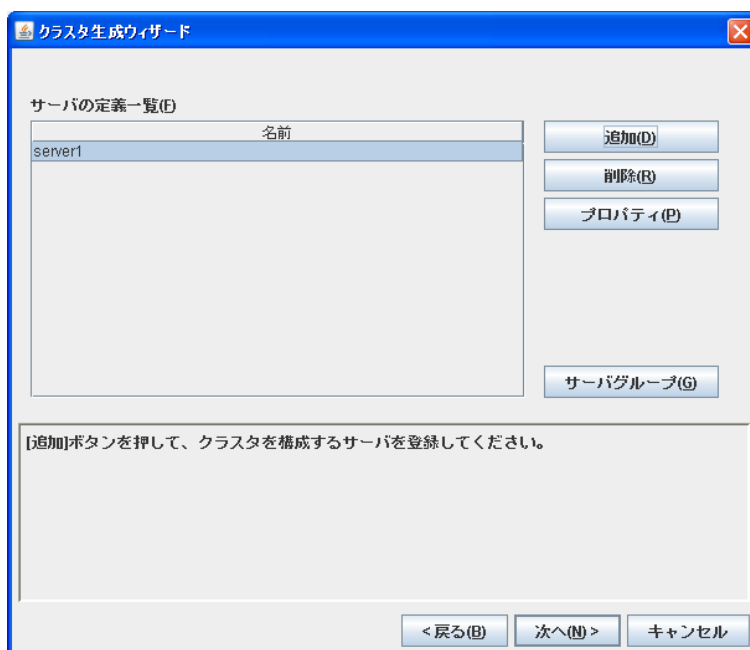 クラスタ生成ウィザード
サーバの定義一覧(F)
名前
server1
追加(D)
削除(R)
プロパティ(P)
サーバグループ(G)
[追加]ボタンを押して、クラスタを構成するサーバを登録してください。
<戻る(B)
次へ(N)>
キャンセル